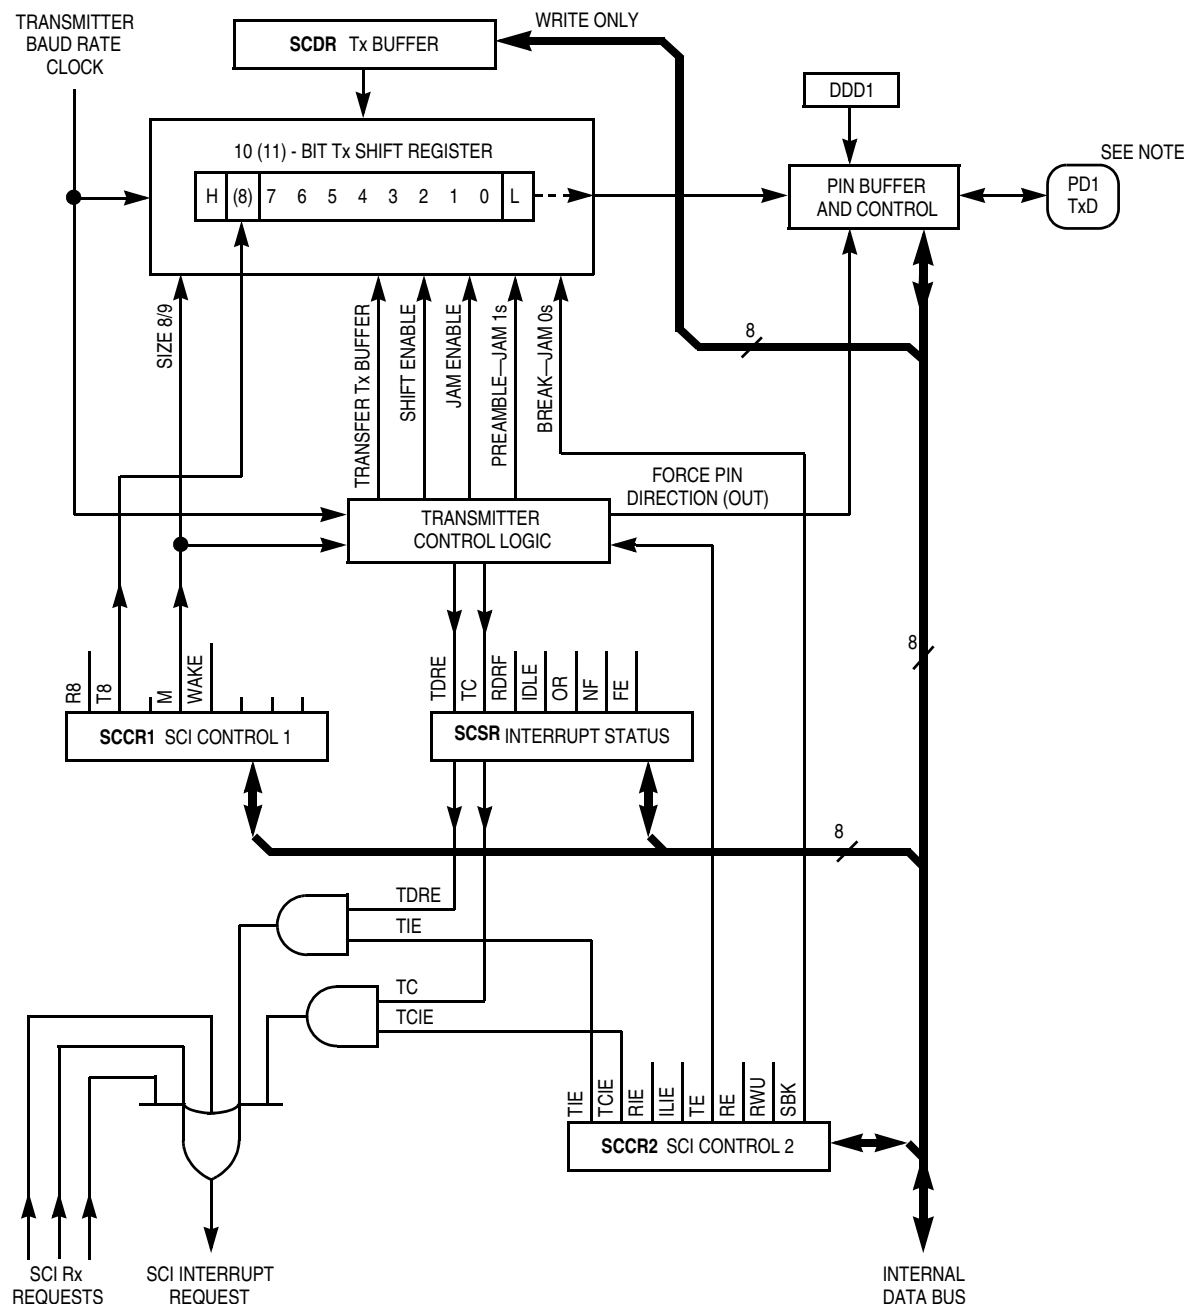 TRANSMITTER
BAUD RATE
CLOCK
SCDR Tx BUFFER
WRITE ONLY
DDD1
10 (11) - BIT Tx SHIFT REGISTER
H (8) 7 6 5 4 3 2 1 0 L
PIN BUFFER
AND CONTROL
SEE NOTE
PD1
TxD
SIZE 8/9
TRANSFER Tx BUFFER
SHIFT ENABLE
JAM ENABLE
PREAMBLE—JAM 1s
BREAK—JAM 0s
8
FORCE PIN
DIRECTION (OUT)
TRANSMITTER
CONTROL LOGIC
8
R8
T8
M
WAKE
TDRE
TC
RDRF
IDLE
OR
NF
FE
SCCR1 SCI CONTROL 1
SCSR INTERRUPT STATUS
8
TDRE
TIE
TC
TCIE
TIE
TCIE
RIE
ILIE
TE
RE
RWU
SBK
SCCR2 SCI CONTROL 2
SCI Rx
REQUESTS
SCI INTERRUPT
REQUEST
INTERNAL
DATA BUS